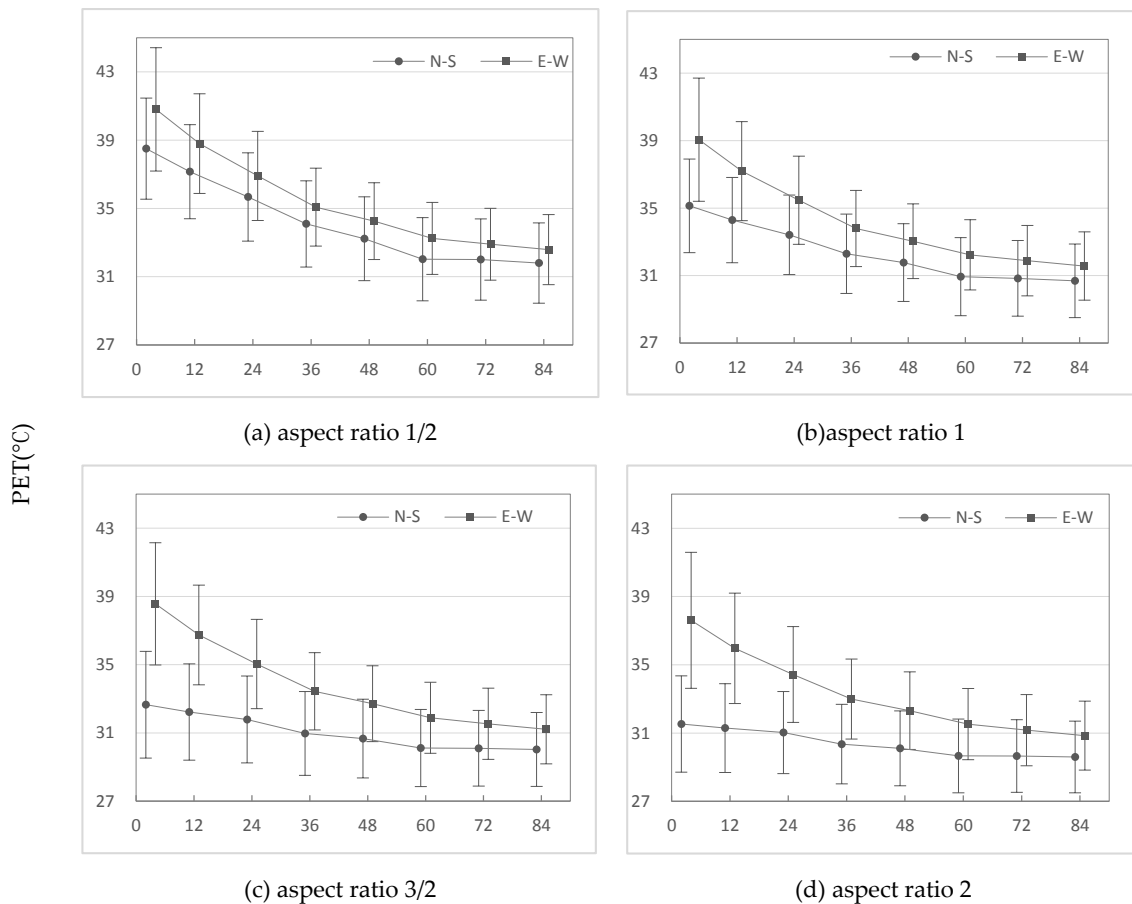 N-S E-W
43
39
35
31
27
0 12 24 36 48 60 72 84
(a) aspect ratio 1/2
N-S E-W
43
39
35
31
27
0 12 24 36 48 60 72 84
(b)aspect ratio 1
PET(°C)
N-S E-W
43
39
35
31
27
0 12 24 36 48 60 72 84
(c) aspect ratio 3/2
N-S E-W
43
39
35
31
27
0 12 24 36 48 60 72 84
(d) aspect ratio 2